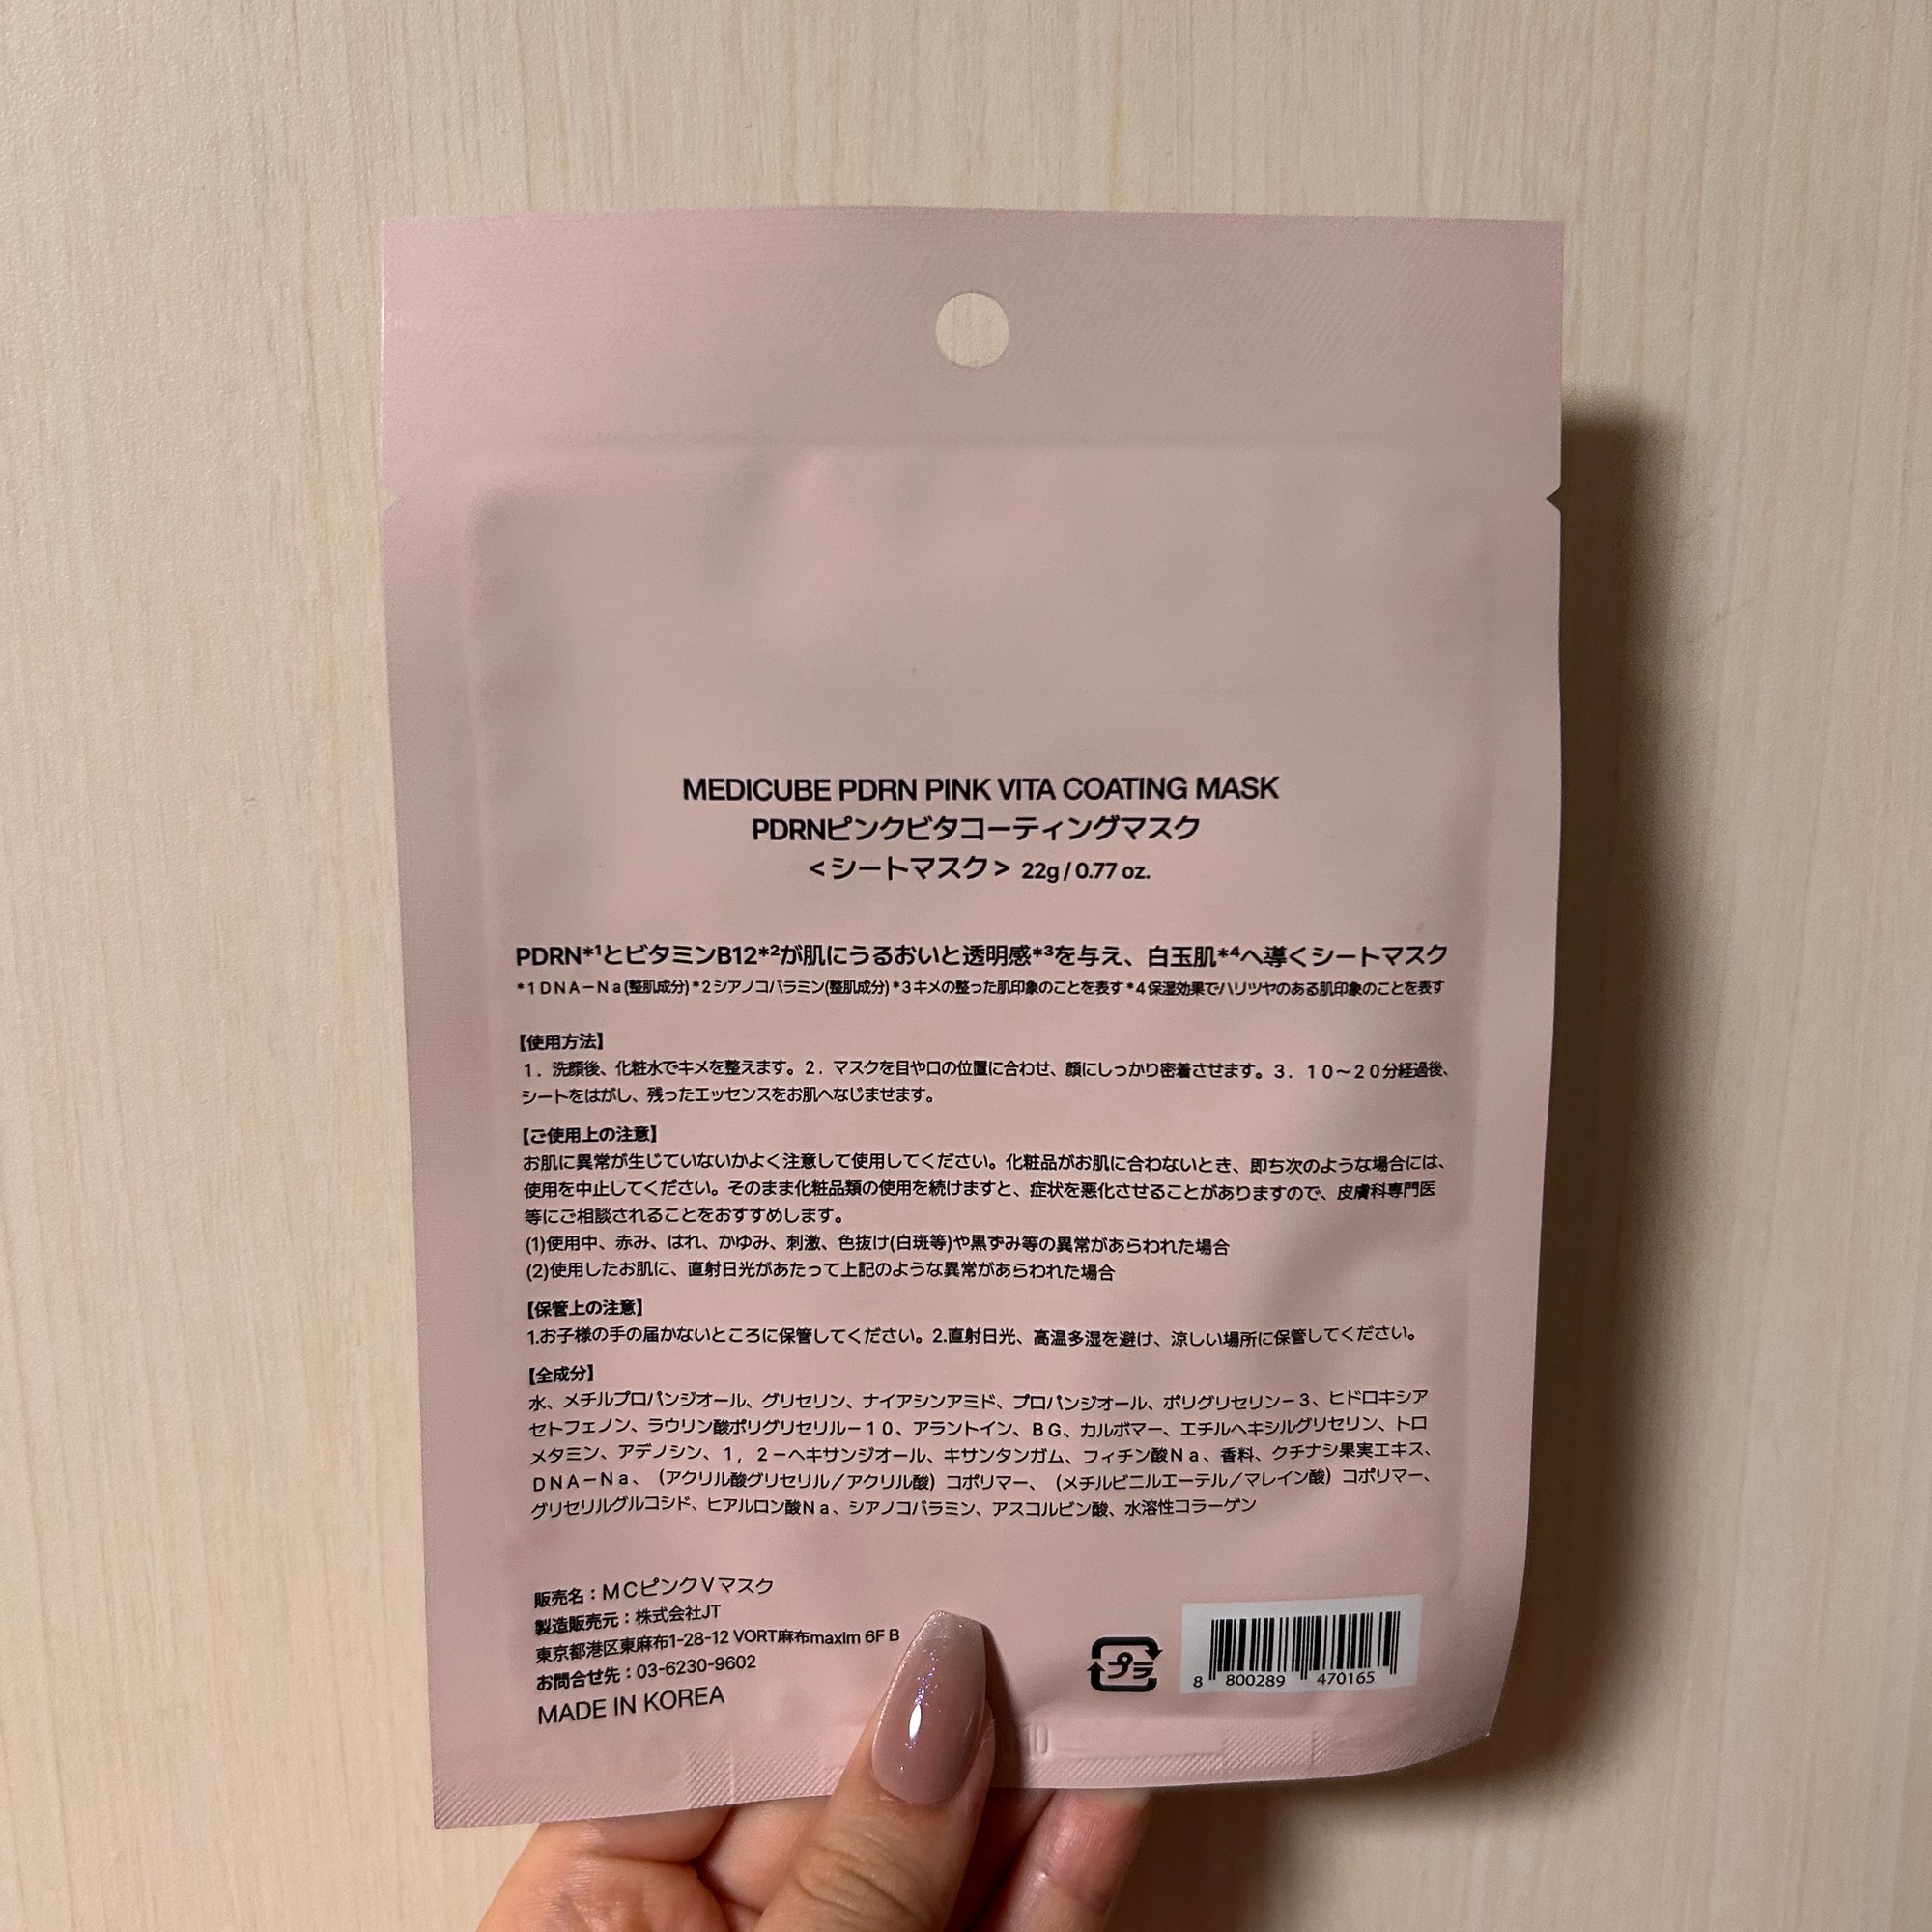 MEDICUBE PDRN PINK VITA COATING MASK
PDRNピンクビタコーティングマスク
<シートマスク> 22g / 0.77 oz.
PDRN*¹とビタミンB12*²が肌にうるおいと透明感*³を与え、白玉肌*⁴へ導くシートマスク
*1DNA－Na(整肌成分)*2シアノコバラミン(整肌成分)*3キメの整った肌印象のことを表す*4保湿効果でハリツヤのある肌印象のことを表す
【使用方法】
1．洗顔後、化粧水でキメを整えます。2．マスクを目や口の位置に合わせ、顔にしっかり密着させます。3．10～20分経過後、
シートをはがし、残ったエッセンスをお肌へなじませます。
【ご使用上の注意】
お肌に異常が生じていないかよく注意して使用してください。化粧品がお肌に合わないとき、即ち次のような場合には、
使用を中止してください。そのまま化粧品類の使用を続けますと、症状を悪化させることがありますので、皮膚科専門医
等にご相談されることをおすすめします。
(1)使用中、赤み、はれ、かゆみ、刺激、色抜け(白斑等)や黒ずみ等の異常があらわれた場合
(2)使用したお肌に、直射日光があたって上記のような異常があらわれた場合
【保管上の注意】
1.お子様の手の届かないところに保管してください。2.直射日光、高温多湿を避け、涼しい場所に保管してください。
【全成分】
水、メチルプロパンジオール、グリセリン、ナイアシンアミド、プロパンジオール、ポリグリセリン－3、ヒドロキシア
セトフェノン、ラウリン酸ポリグリセリル－10、アラントイン、BG、カルボマー、エチルヘキシルグリセリン、トロ
メタミン、アデノシン、1，2－ヘキサンジオール、キサンタンガム、フィチン酸Na、香料、クチナシ果実エキス、
DNA－Na、（アクリル酸グリセリル／アクリル酸）コポリマー、（メチルビニルエーテル／マレイン酸）コポリマー、
グリセリルグルコシド、ヒアルロン酸Na、シアノコバラミン、アスコルビン酸、水溶性コラーゲン
販売名：MCピンクVマスク
製造販売元：株式会社JT
東京都港区東麻布1-28-12 VORT麻布maxim 6F B
お問合せ先：03-6230-9602
MADE IN KOREA
プラ
8 800289 470165